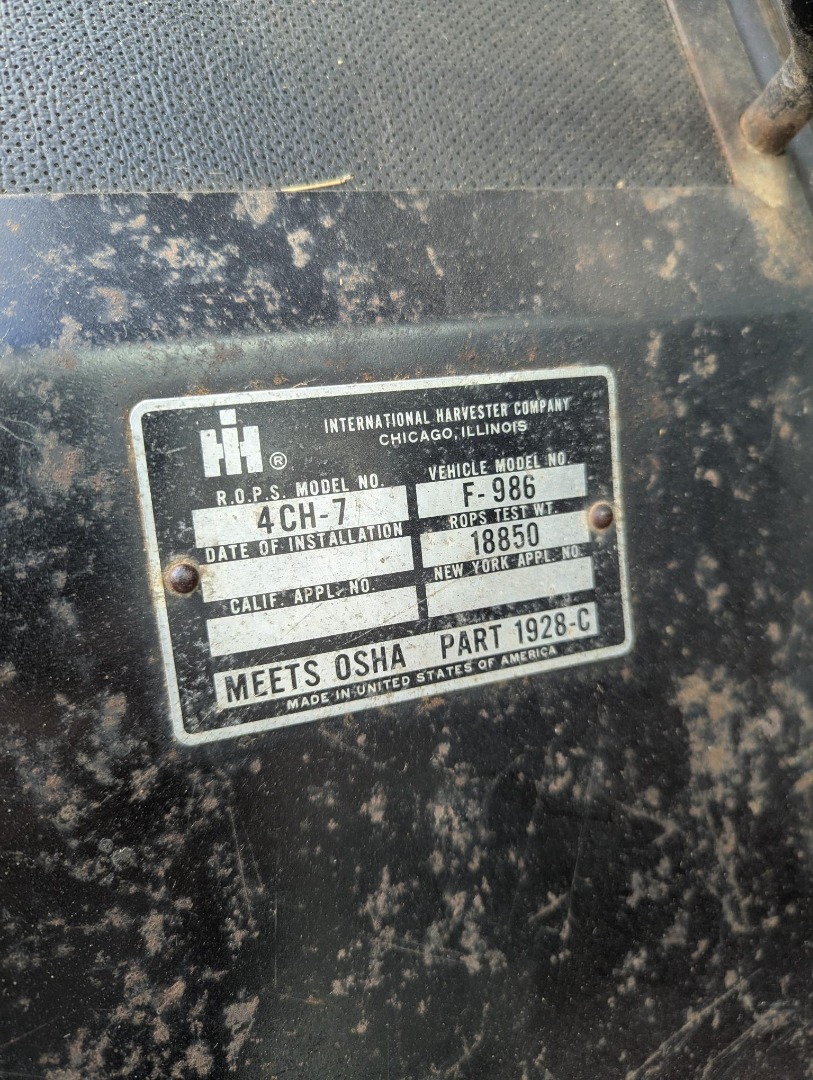 IH ®
INTERNATIONAL HARVESTER COMPANY
CHICAGO, ILLINOIS
R.O.P.S. MODEL NO. VEHICLE MODEL NO.
4CH-7 F-986
DATE OF INSTALLATION ROPS TEST WT.
18850
CALIF. APPL. NO. NEW YORK APPL. NO.
MEETS OSHA PART 1928-C
MADE IN UNITED STATES OF AMERICA